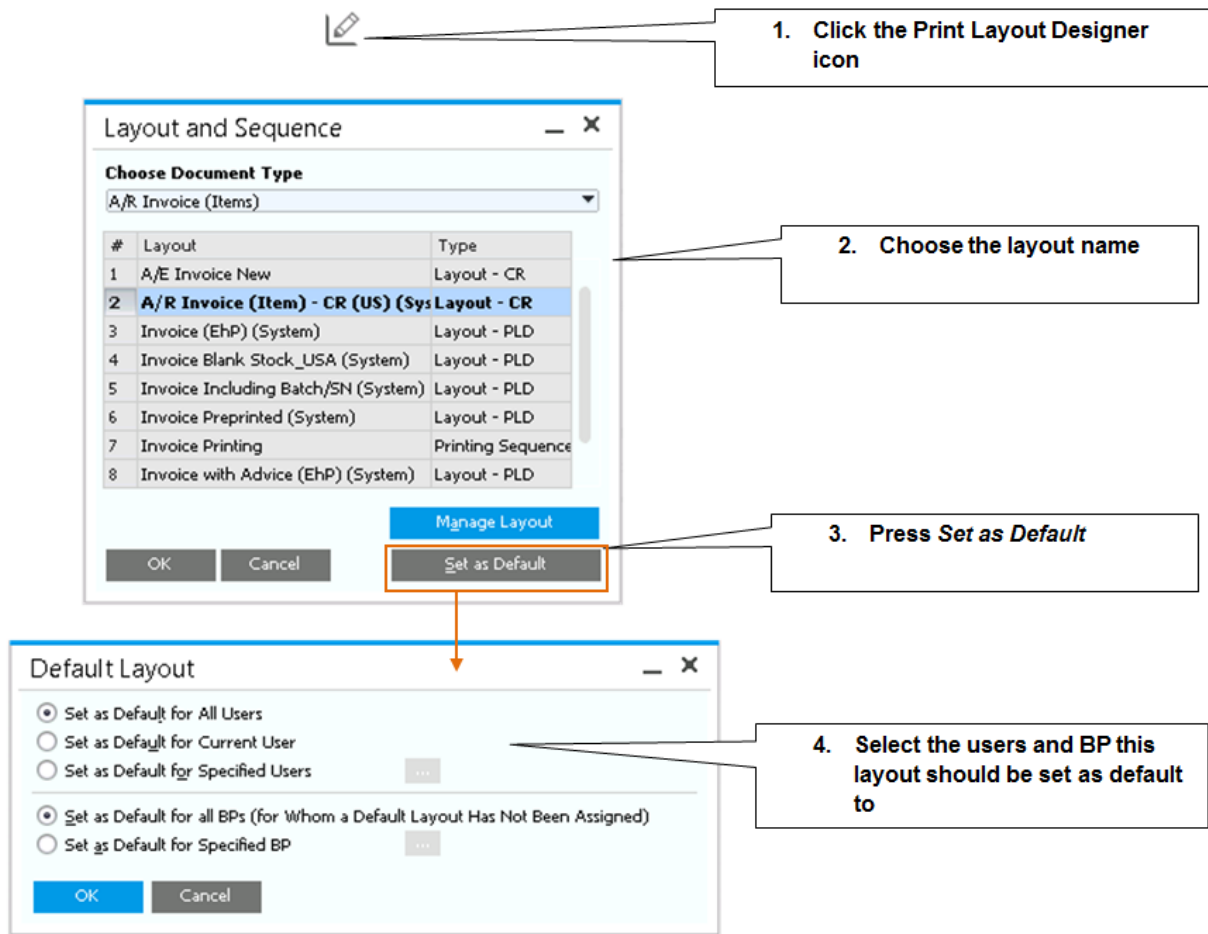 1. Click the Print Layout Designer
icon
Layout and Sequence
Choose Document Type
A/R Invoice (Items)
# Layout Type
1 A/E Invoice New Layout - CR
2 A/R Invoice (Item) - CR (US) (Sys Layout - CR
3 Invoice (EhP) (System) Layout - PLD
4 Invoice Blank Stock_USA (System) Layout - PLD
5 Invoice Including Batch/SN (System) Layout - PLD
6 Invoice Preprinted (System) Layout - PLD
7 Invoice Printing Printing Sequence
8 Invoice with Advice (EhP) (System) Layout - PLD
2. Choose the layout name
Manage Layout
OK Cancel Set as Default
3. Press Set as Default
Default Layout
Set as Default for All Users
Set as Default for Current User
Set as Default for Specified Users ...
Set as Default for all BPs (for Whom a Default Layout Has Not Been Assigned)
Set as Default for Specified BP ...
OK Cancel
4. Select the users and BP this
layout should be set as default
to